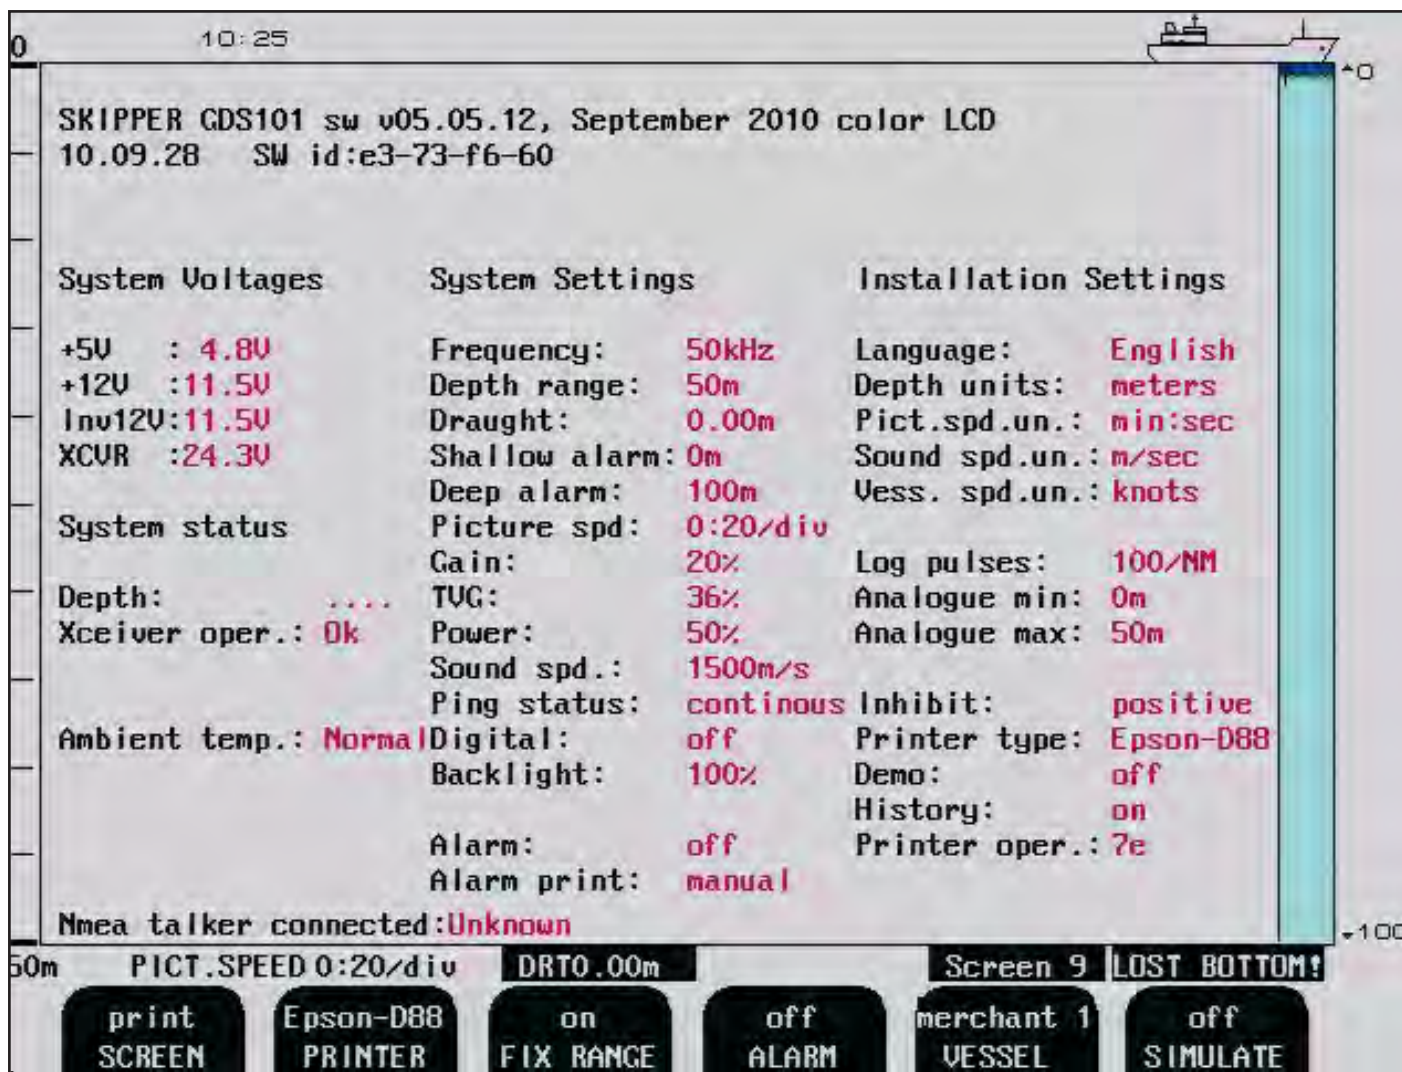 0 10:25
▲0
SKIPPER GDS101 sw v05.05.12, September 2010 color LCD
10.09.28 SW id:e3-73-f6-60
System Voltages System Settings Installation Settings
+5V : 4.8V Frequency: 50kHz Language: English
+12V :11.5V Depth range: 50m Depth units: meters
Inv12V:11.5V Draught: 0.00m Pict.spd.un.: min:sec
XCVR :24.3V Shallow alarm: 0m Sound spd.un.: m/sec
Deep alarm: 100m Vess. spd.un.: knots
System status Picture spd: 0:20/div
Gain: 20% Log pulses: 100/NM
Depth: .... TVG: 36% Analogue min: 0m
Xceiver oper.: Ok Power: 50% Analogue max: 50m
Sound spd.: 1500m/s
Ping status: continous Inhibit: positive
Ambient temp.: Normal Digital: off Printer type: Epson-D88
Backlight: 100% Demo: off
History: on
Alarm: off Printer oper.: 7e
Alarm print: manual
Nmea talker connected:Unknown
▼100
50m PICT.SPEED 0:20/div DRT0.00m Screen 9 LOST BOTTOM!
print Epson-D88 on off merchant 1 off
SCREEN PRINTER FIX RANGE ALARM VESSEL SIMULATE